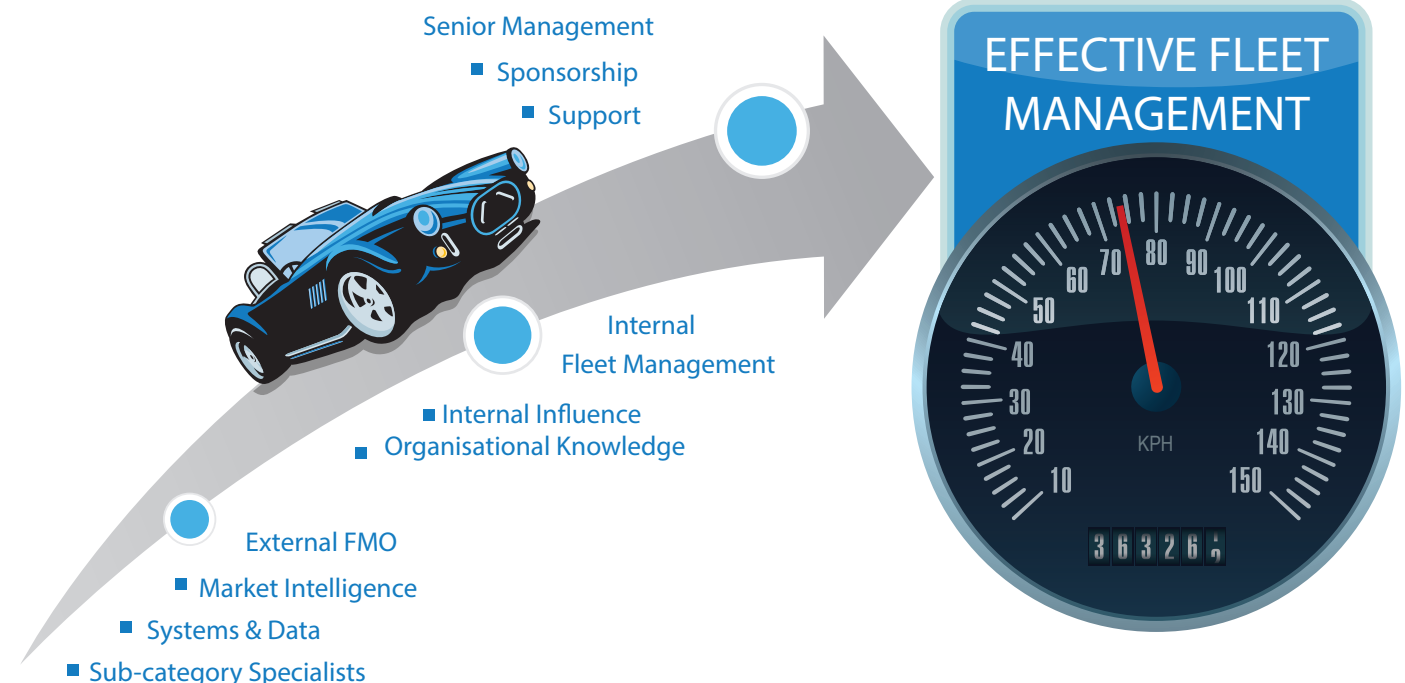 Senior Management
Sponsorship
Support
EFFECTIVE FLEET
MANAGEMENT
Internal
Fleet Management
Internal Influence
Organisational Knowledge
External FMO
Market Intelligence
Systems & Data
Sub-category Specialists
10
20
30
40
50
60
70
80
90
100
110
120
130
140
150
KPH
36326